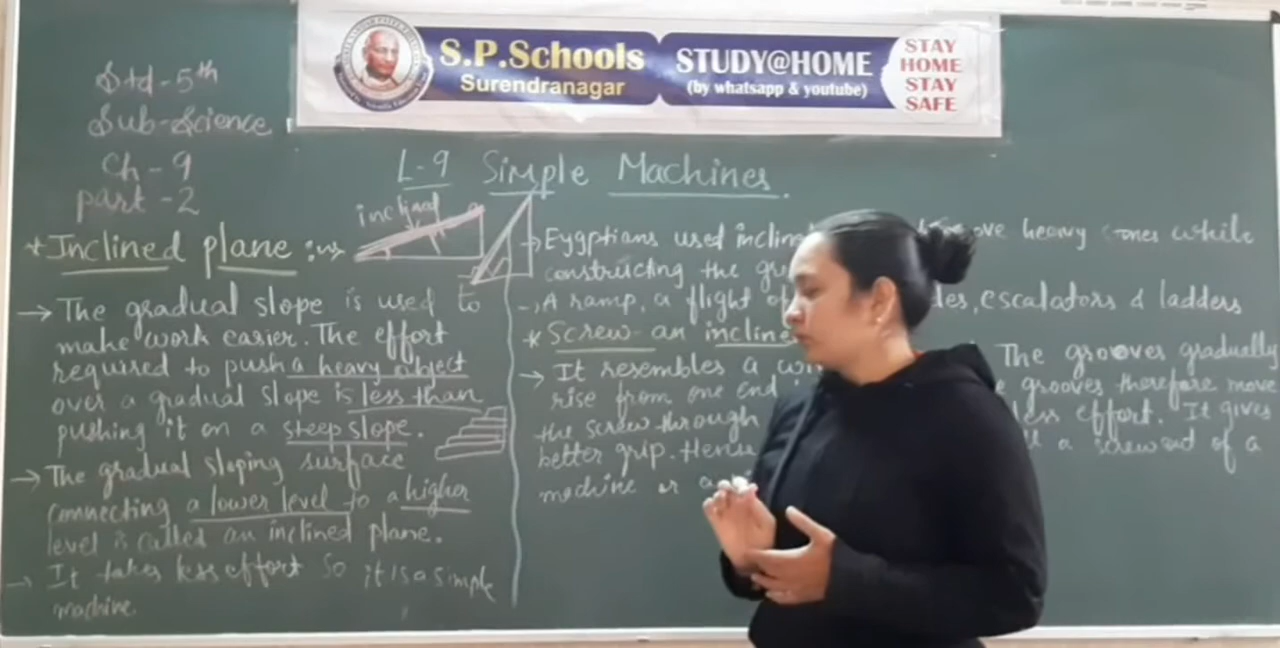 S.P.Schools
Surendranagar
STUDY@HOME
(by whatsapp & youtube)
STAY
HOME
STAY
SAFE
Std-5th
Sub-Science
Ch-9
part-2
L-9 Simple Machines.
inclined
* Inclined plane :
→ The gradual slope is used to
make work easier. The effort
required to push a heavy object
over a gradual slope is less than
pushing it on a steep slope.
→ The gradual sloping surface
connecting a lower level to a higher
level is called an inclined plane.
→ It takes less effort so it is a simple
machine.
→ Eygptians used heavy while
constructing the
→ A ramp, a flight escalators & ladders
* Screw- an
→ It resembles a The grooves gradually
rise from one end grooves therefore move
the screw through less effort. It gives
better grip. Hense a screw and of a
machine or